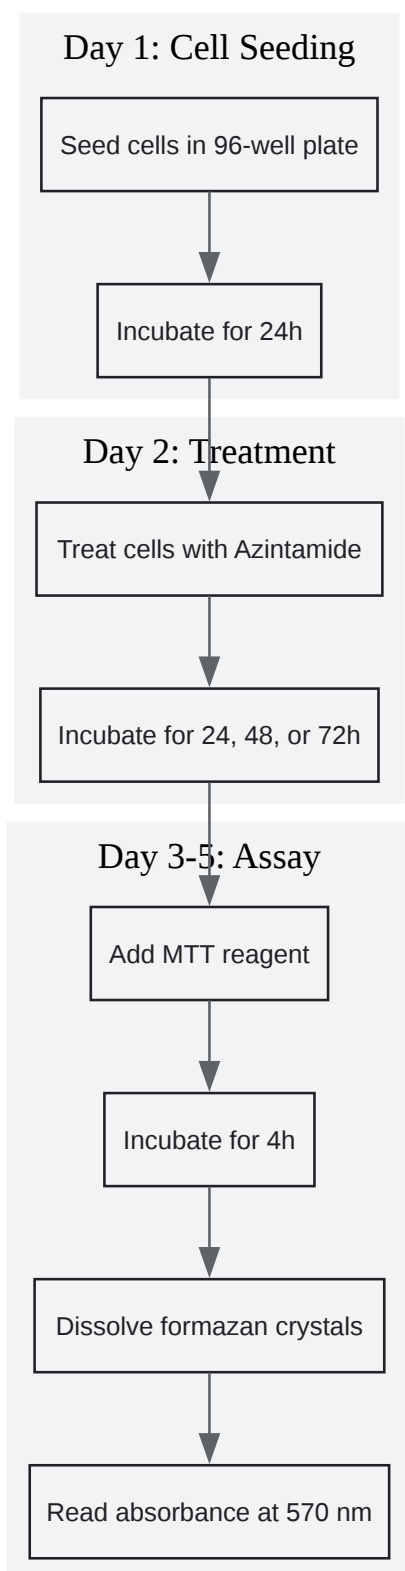 Day 1: Cell Seeding
Seed cells in 96-well plate
Incubate for 24h
Day 2: Treatment
Treat cells with Azintamide
Incubate for 24, 48, or 72h
Day 3-5: Assay
Add MTT reagent
Incubate for 4h
Dissolve formazan crystals
Read absorbance at 570 nm